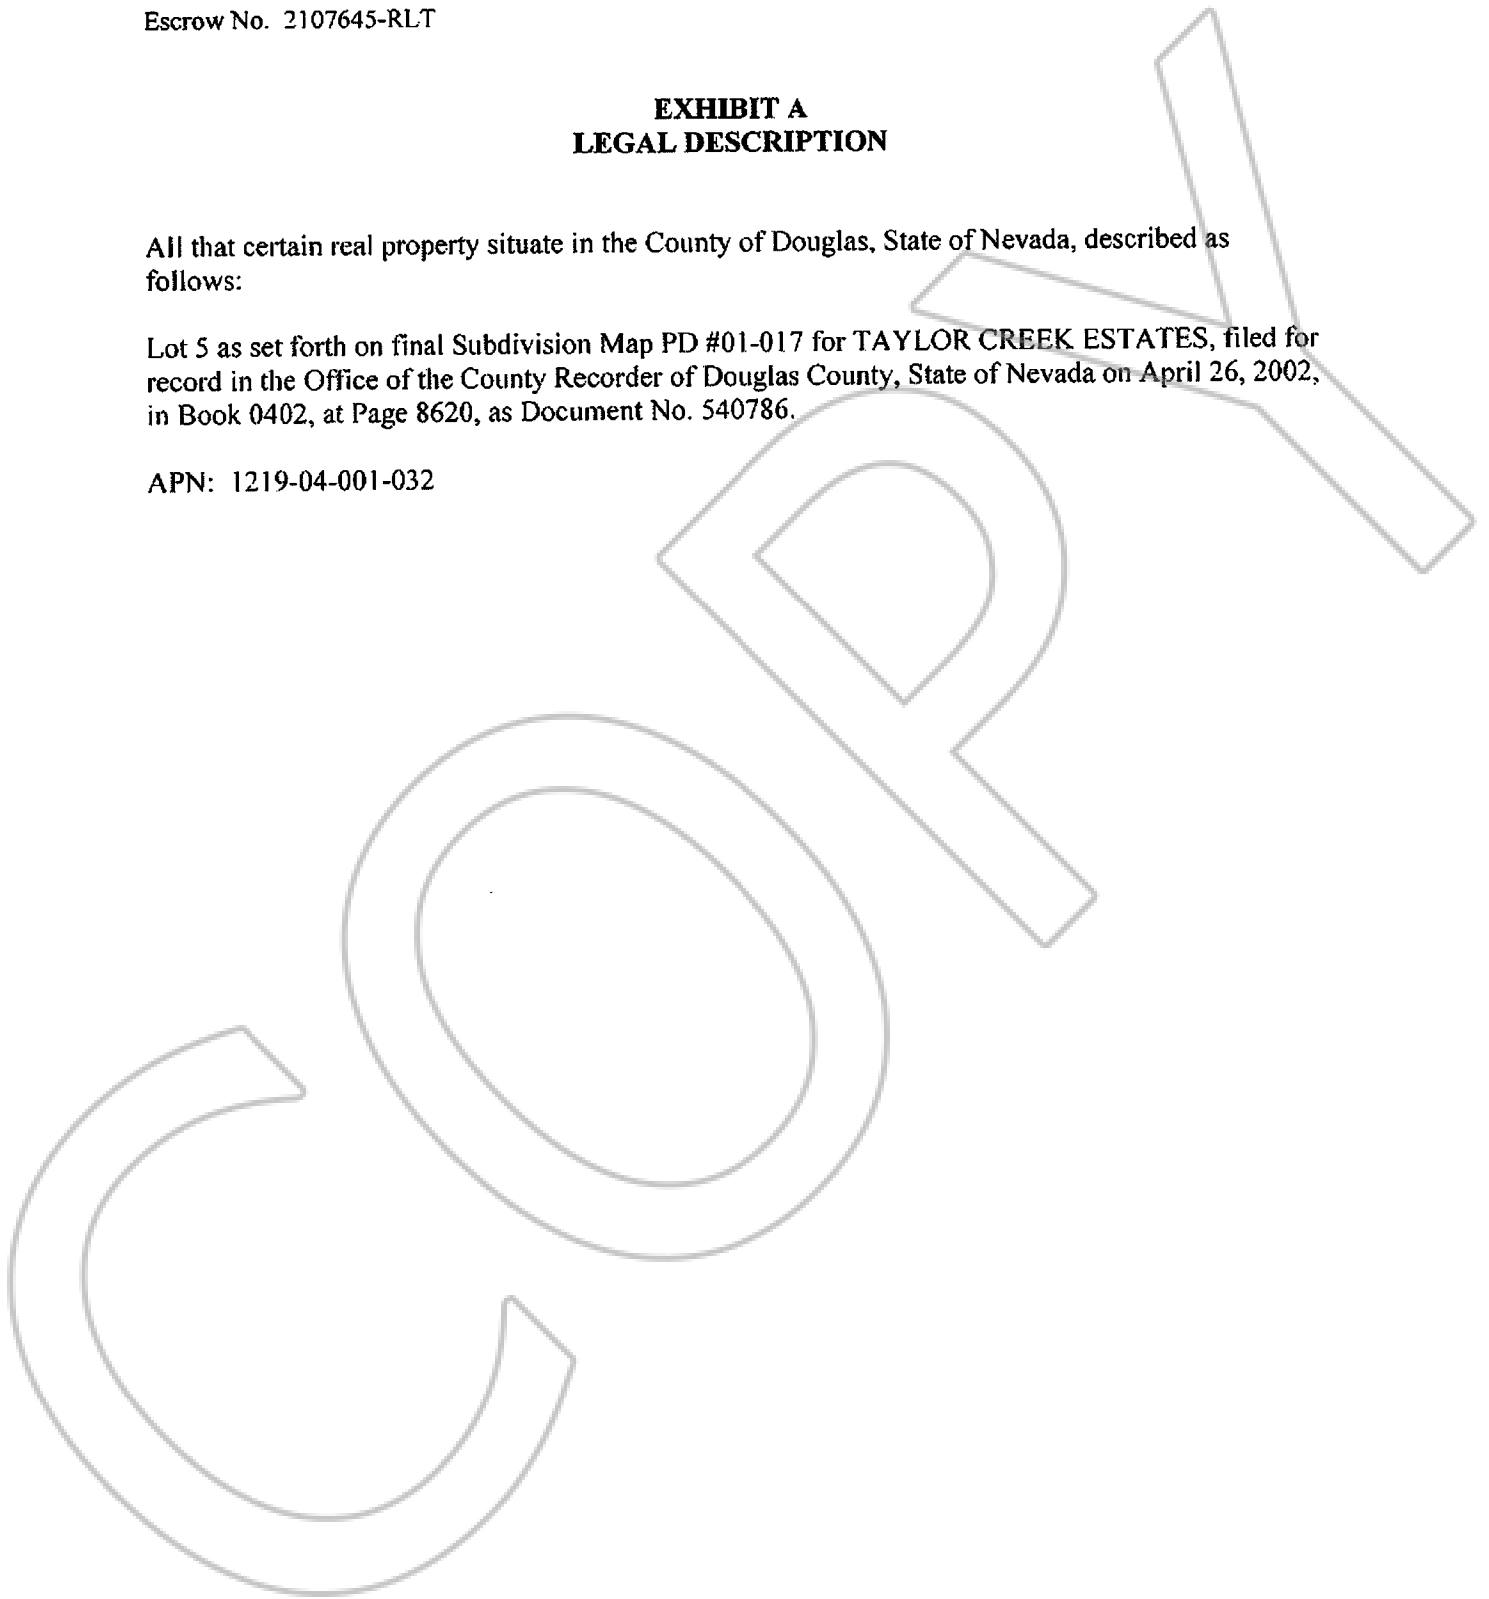 Escrow No. 2107645-RLT
EXHIBIT A
LEGAL DESCRIPTION
All that certain real property situate in the County of Douglas, State of Nevada, described as
follows:
Lot 5 as set forth on final Subdivision Map PD #01-017 for TAYLOR CREEK ESTATES, filed for
record in the Office of the County Recorder of Douglas County, State of Nevada on April 26, 2002,
in Book 0402, at Page 8620, as Document No. 540786.
APN: 1219-04-001-032
COPY